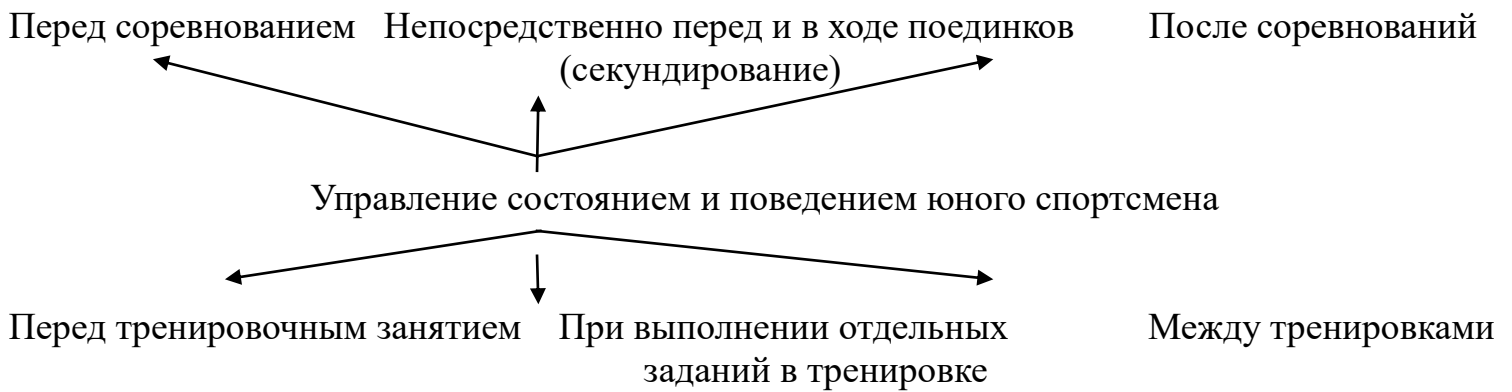 Перед соревнованием Непосредственно перед и в ходе поединков После соревнований
(секундирование)
Управление состоянием и поведением юного спортсмена
Перед тренировочным занятием При выполнении отдельных Между тренировками
заданий в тренировке